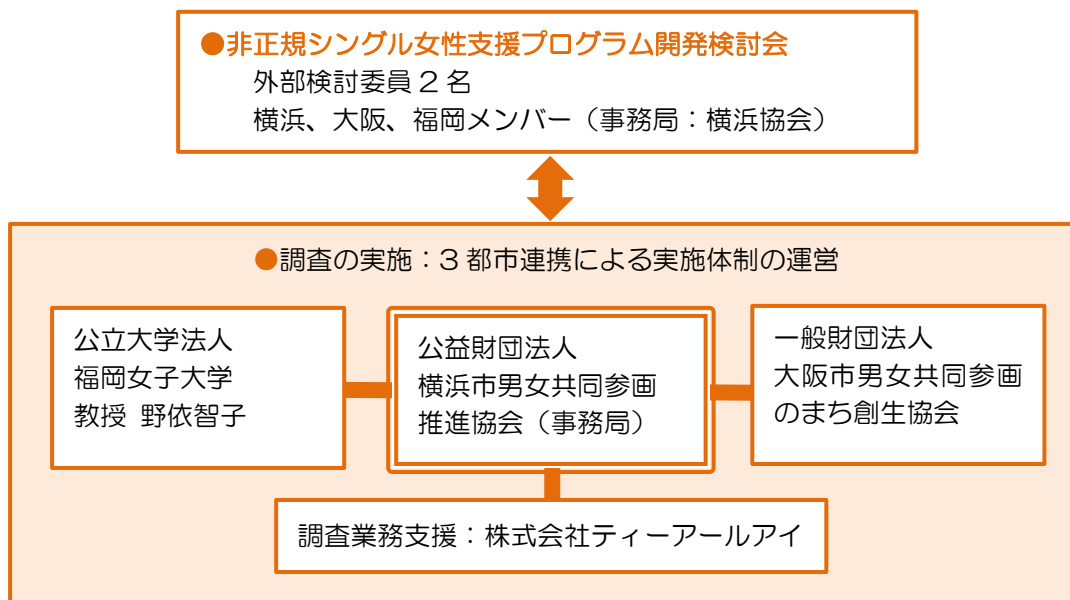 ●非正規シングル女性支援プログラム開発検討会
外部検討委員2名
横浜、大阪、福岡メンバー（事務局：横浜協会）
●調査の実施：3都市連携による実施体制の運営
公立大学法人
福岡女子大学
教授 野依智子
公益財団法人
横浜市男女共同参画
推進協会（事務局）
一般財団法人
大阪市男女共同参画
のまち創生協会
調査業務支援：株式会社ティーアールアイ